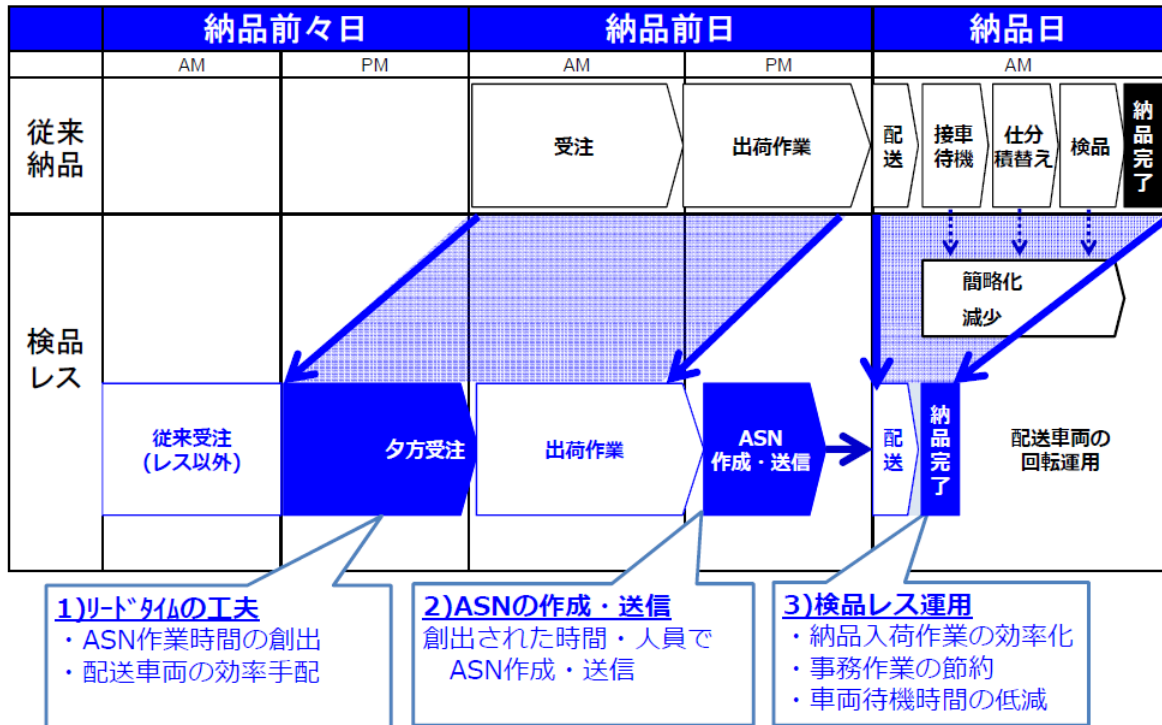 納品前々日
納品前日
納品日
AM
PM
AM
PM
AM
従来
納品
受注
出荷作業
配
送
接車
待機
仕分
積替え
検品
納
品
完
了
検品
レス
簡略化
減少
従来受注
(レス以外)
夕方受注
出荷作業
ASN
作成・送信
配
送
納
品
完
了
配送車両の
回転運用
1)ﾘｰﾄﾞﾀｲﾑの工夫
・ASN作業時間の創出
・配送車両の効率手配
2)ASNの作成・送信
創出された時間・人員で
ASN作成・送信
3)検品レス運用
・納品入荷作業の効率化
・事務作業の節約
・車両待機時間の低減